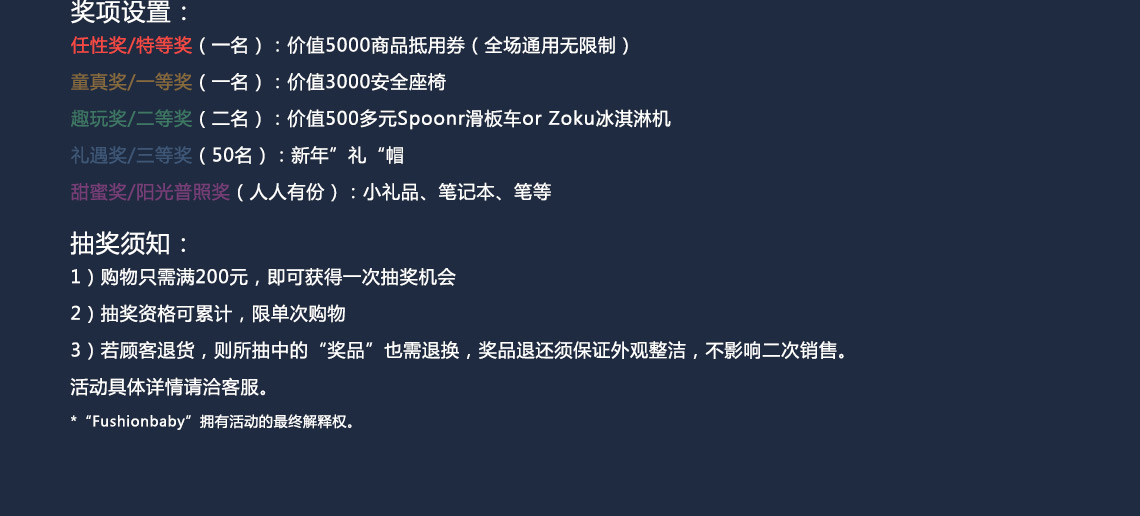 奖项设置：
任性奖/特等奖（一名）：价值5000商品抵用券（全场通用无限制）
童真奖/一等奖（一名）：价值3000安全座椅
趣玩奖/二等奖（二名）：价值500多元Spoonr滑板车or Zoku冰淇淋机
礼遇奖/三等奖（50名）：新年”礼“帽
甜蜜奖/阳光普照奖（人人有份）：小礼品、笔记本、笔等
抽奖须知：
1）购物只需满200元，即可获得一次抽奖机会
2）抽奖资格可累计，限单次购物
3）若顾客退货，则所抽中的“奖品”也需退换，奖品退还须保证外观整洁，不影响二次销售。
活动具体详情请洽客服。
*“Fushionbaby”拥有活动的最终解释权。